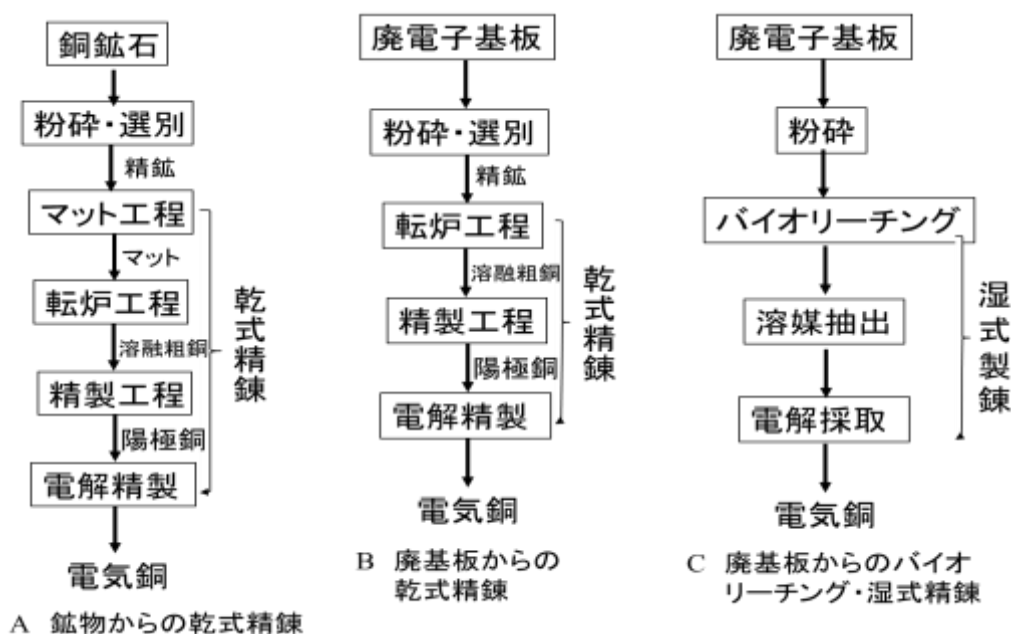 銅鉱石
粉砕・選別
精鉱
マット工程
マット
転炉工程
溶融粗銅
精製工程
陽極銅
電解精製
電気銅
乾式精錬
A 鉱物からの乾式精錬
廃電子基板
粉砕・選別
精鉱
転炉工程
溶融粗銅
精製工程
陽極銅
電解精製
電気銅
乾式精錬
B 廃基板からの
乾式精錬
廃電子基板
粉砕
バイオリーチング
溶媒抽出
電解採取
電気銅
湿式製錬
C 廃基板からのバイオ
リーチング・湿式精錬